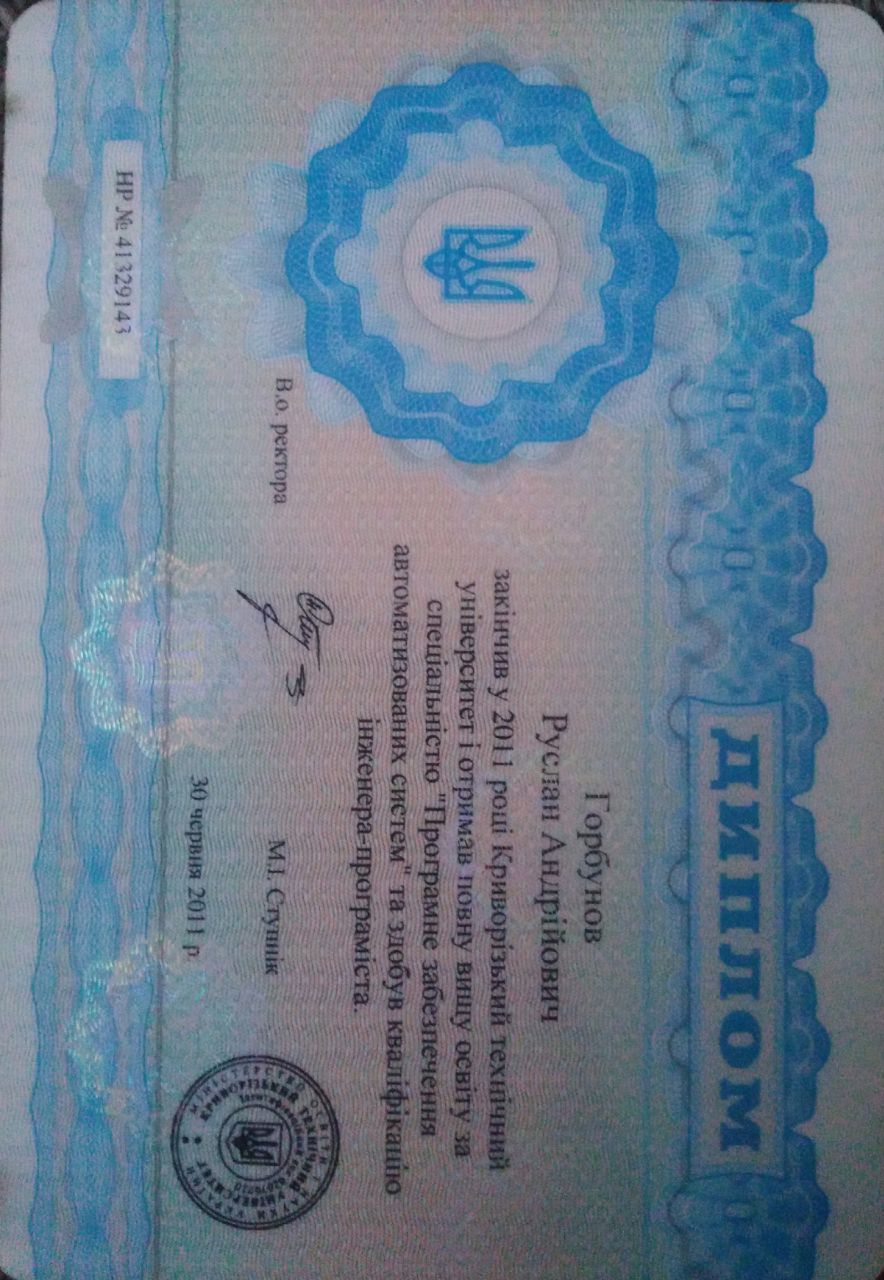 ДИПЛОМ
Горбунов
Руслан Андрійович
закінчив у 2011 році Криворізький технічний
університет і отримав повну вищу освіту за
спеціальністю "Програмне забезпечення
автоматизованих систем" та здобув кваліфікацію
інженера-програміста.
В.о. ректора
М.І. Ступнік
МІНІСТЕРСТВО ОСВІТИ І НАУКИ УКРАЇНИ
КРИВОРІЗЬКИЙ ТЕХНІЧНИЙ УНІВЕРСИТЕТ
30 червня 2011 р.
НР № 41329143